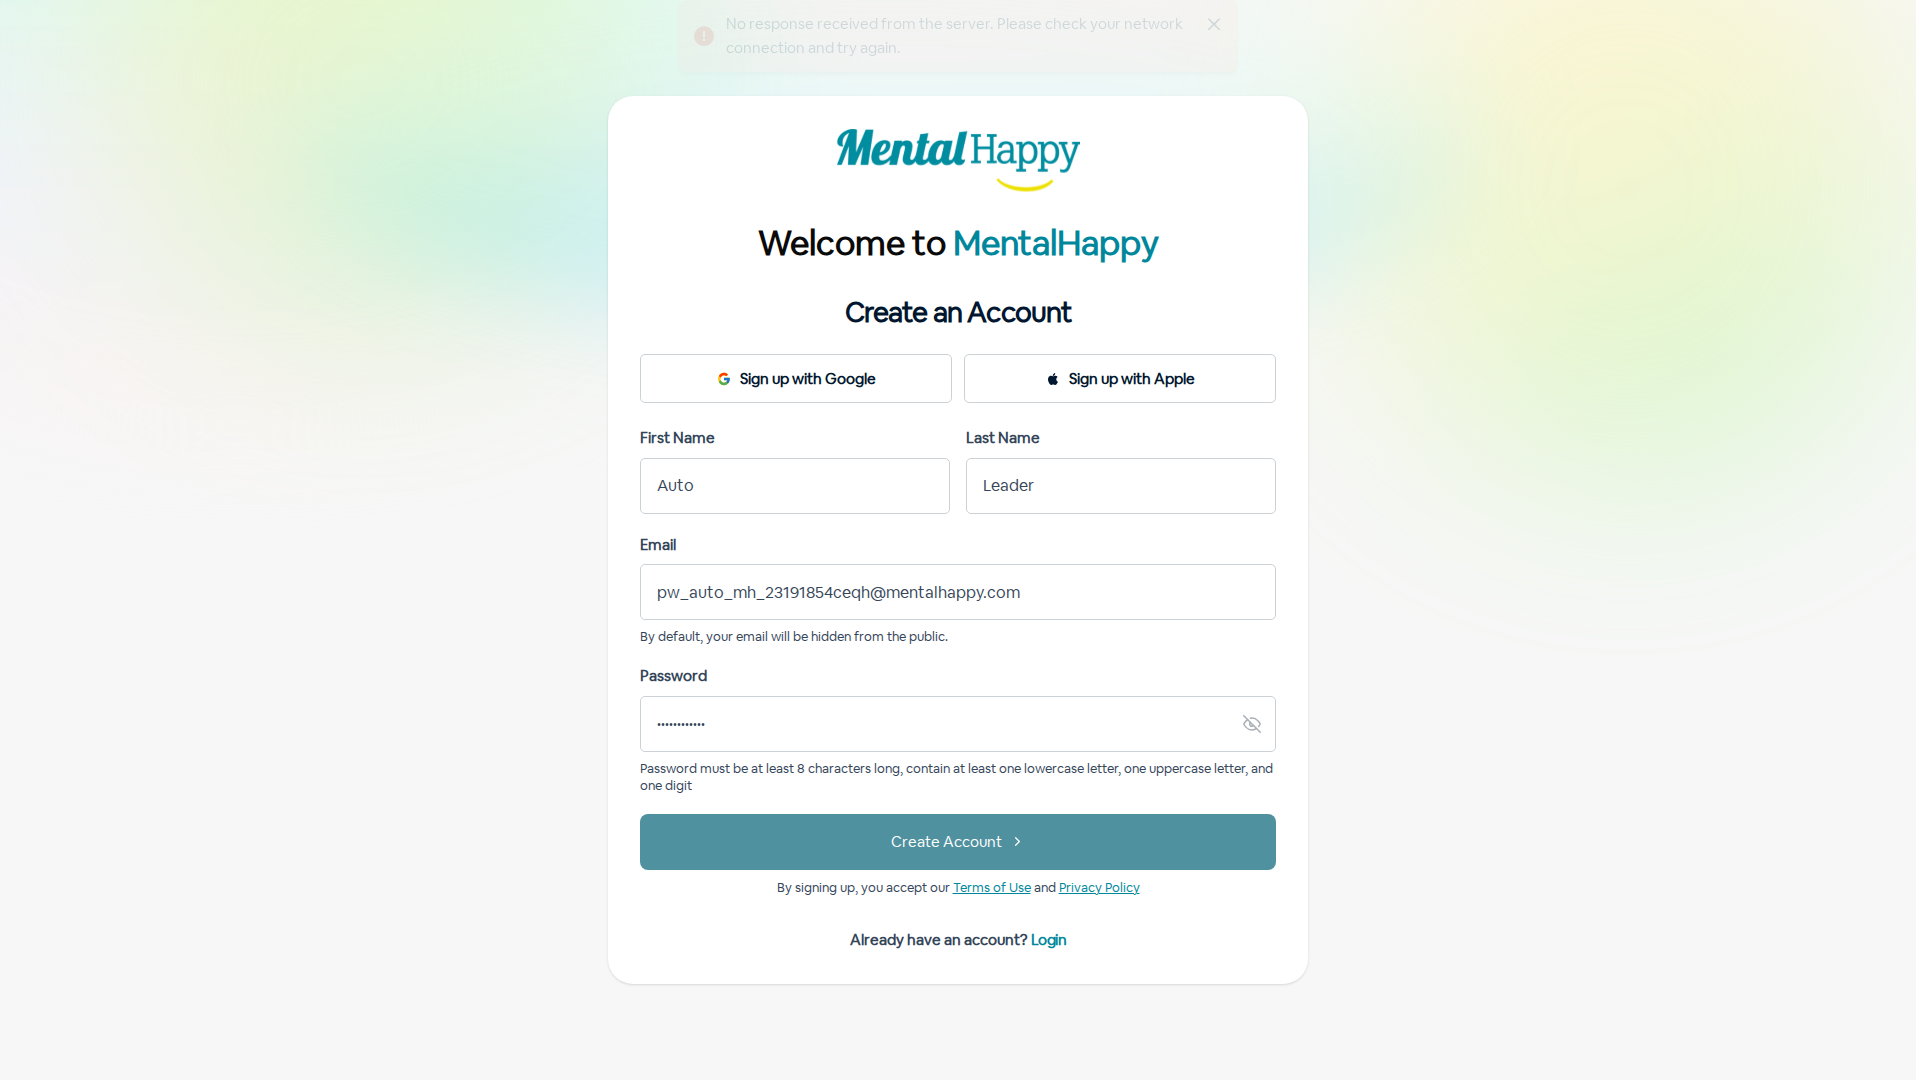 No response received from the server. Please check your network
connection and try again.
Mental Happy
Welcome to MentalHappy
Create an Account
Sign up with Google
Sign up with Apple
First Name
Last Name
Auto
Leader
Email
pw_auto_mh_23191854ceqh@mentalhappy.com
By default, your email will be hidden from the public.
Password
Password must be at least 8 characters long, contain at least one lowercase letter, one uppercase letter, and
one digit
Create Account
By signing up, you accept our Terms of Use and Privacy Policy
Already have an account? Login